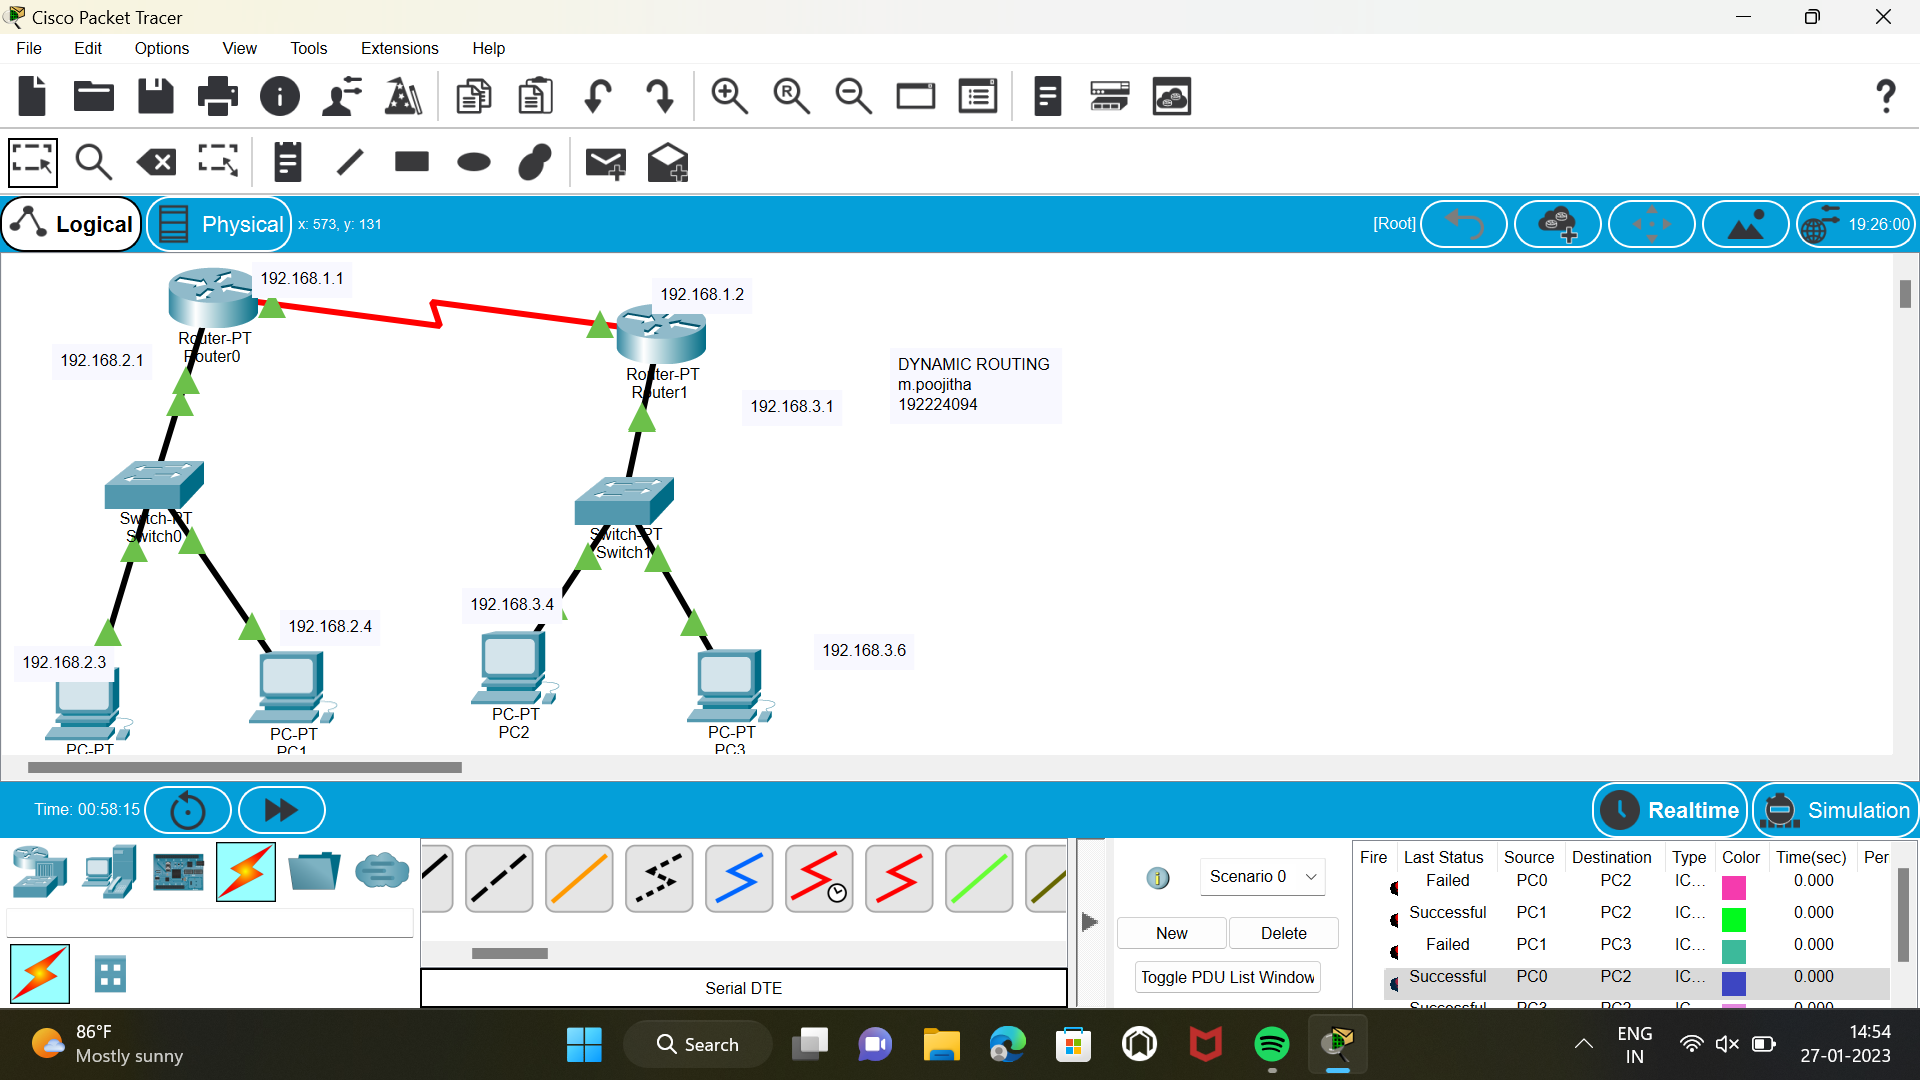 Cisco Packet Tracer
File Edit Options View Tools Extensions Help
Logical
Physical
x: 573, y: 131
[Root]
19:26:00
192.168.1.1
Router-PT
Router0
192.168.1.2
Router-PT
Router1
192.168.2.1
192.168.3.1
DYNAMIC ROUTING
m.poojitha
192224094
Switch-PT
Switch0
Switch-PT
Switch1
192.168.2.3
192.168.2.4
192.168.3.4
192.168.3.6
PC-PT
PC-PT
PC1
PC-PT
PC2
PC-PT
PC3
Time: 00:58:15
Realtime
Simulation
Serial DTE
Scenario 0
New
Delete
Toggle PDU List Window
Fire Last Status Source Destination Type Color Time(sec) Per
Failed PC0 PC2 IC... 0.000
Successful PC1 PC2 IC... 0.000
Failed PC1 PC3 IC... 0.000
Successful PC0 PC2 IC... 0.000
Successful PC3 PC2 IC... 0.000
86°F
Mostly sunny
Search
ENG
IN
14:54
27-01-2023